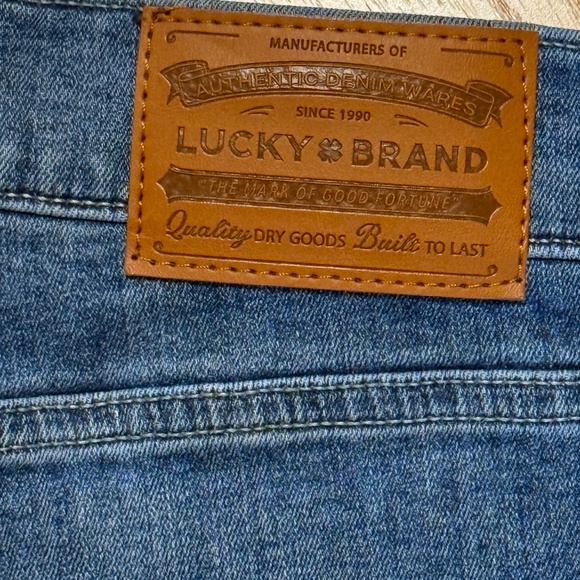 MANUFACTURERS OF
AUTHENTIC DENIM WARES
SINCE 1990
LUCKY BRAND
"THE MARK OF GOOD FORTUNE"
Quality DRY GOODS Built TO LAST